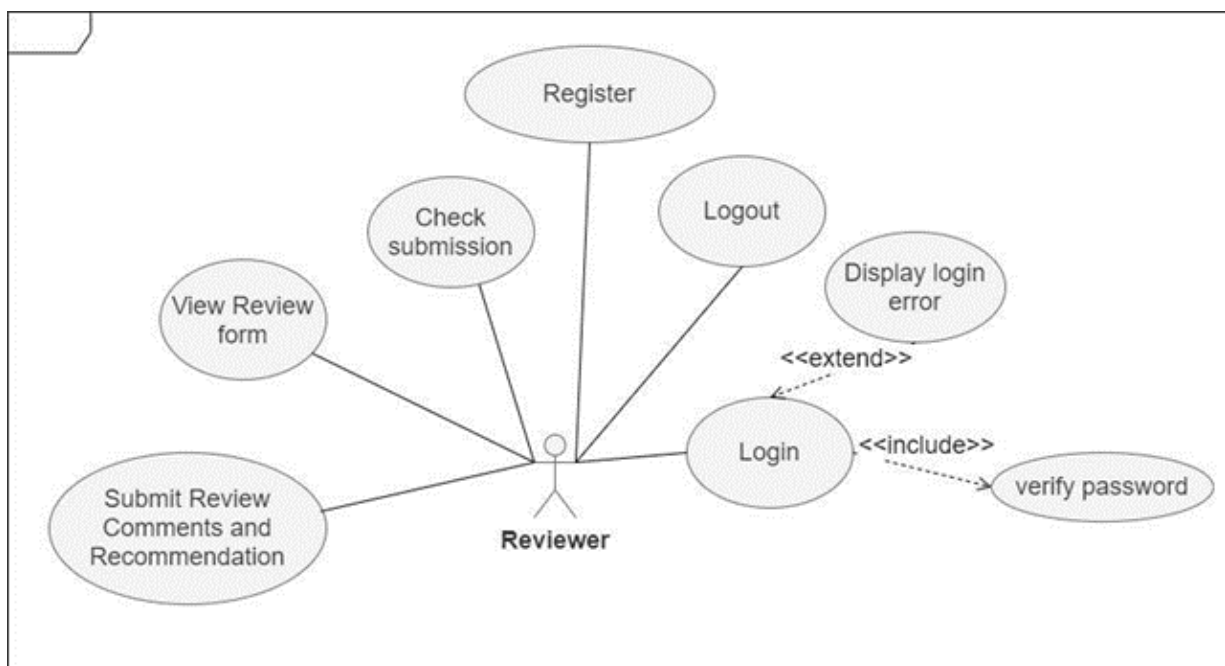 Register
Logout
Check
submission
Display login
error
View Review
form
<<extend>>
Login
<<include>>
verify password
Submit Review
Comments and
Recommendation
Reviewer